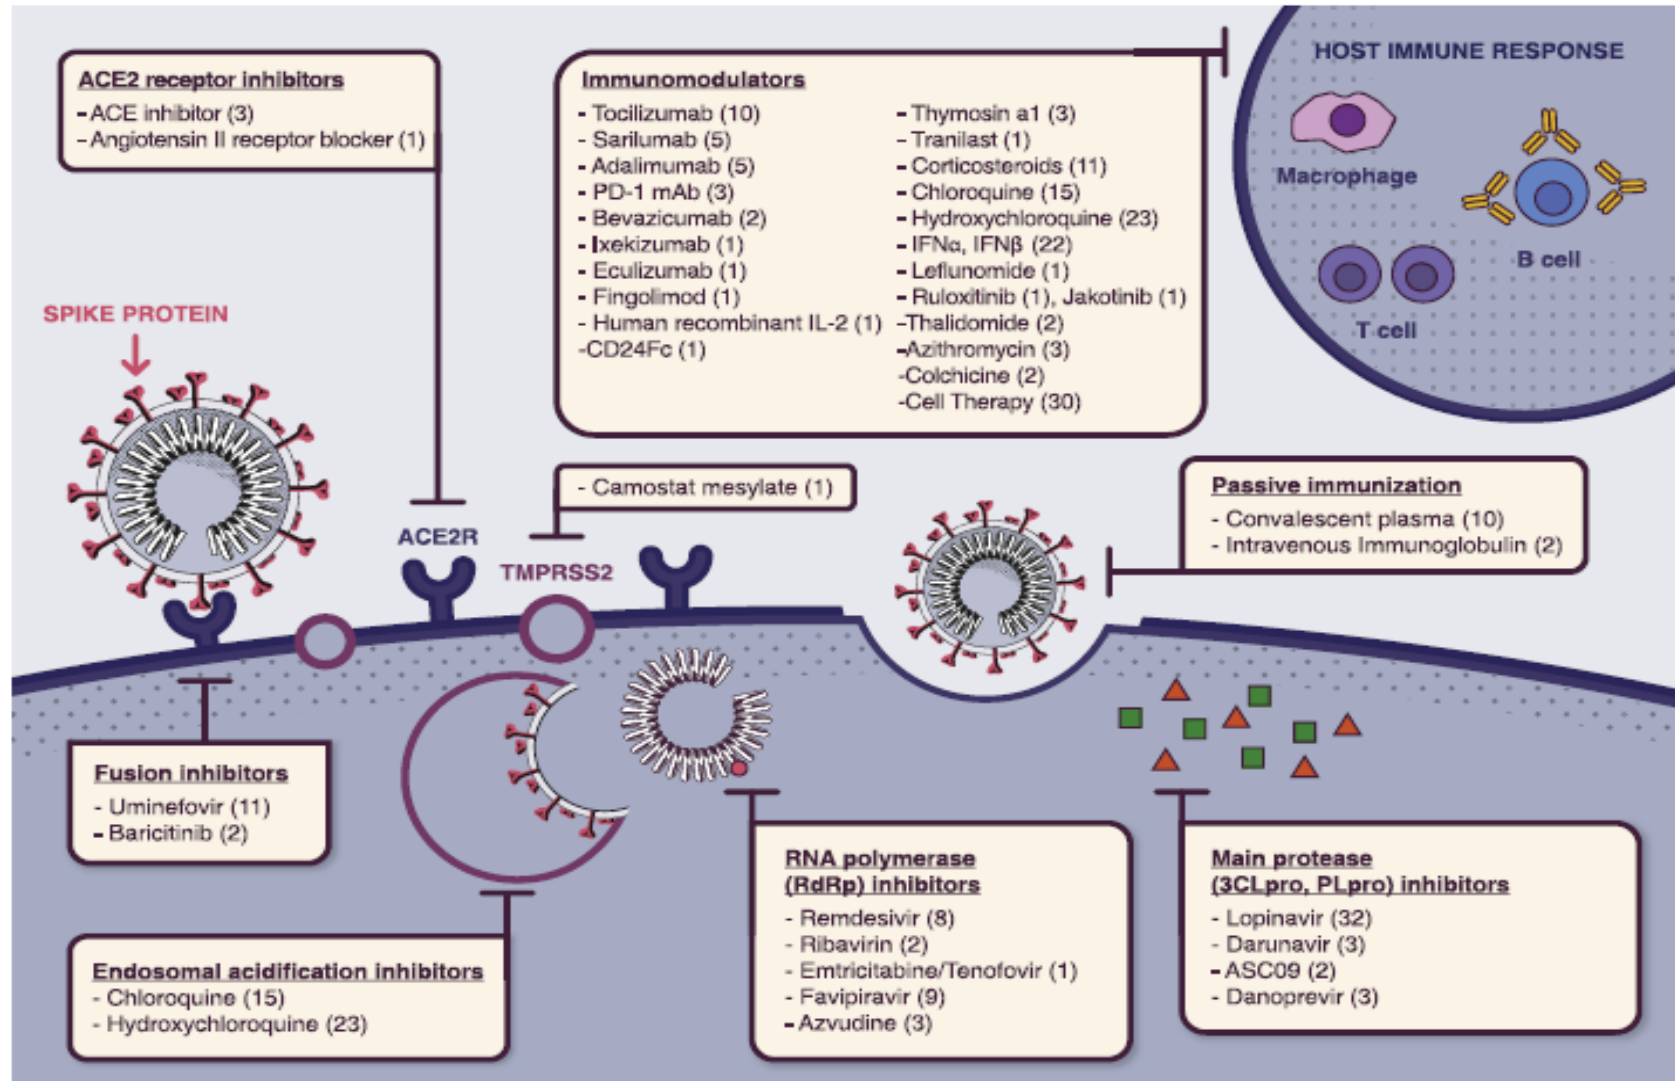 ACE2 receptor inhibitors
- ACE inhibitor (3)
- Angiotensin II receptor blocker (1)
Immunomodulators
- Tocilizumab (10)
- Sarilumab (5)
- Adalimumab (5)
- PD-1 mAb (3)
- Bevazicumab (2)
- Ixekizumab (1)
- Eculizumab (1)
- Fingolimod (1)
- Human recombinant IL-2 (1)
-CD24Fc (1)
- Thymosin a1 (3)
- Tranilast (1)
- Corticosteroids (11)
- Chloroquine (15)
- Hydroxychloroquine (23)
- IFNα, IFNβ (22)
- Leflunomide (1)
- Ruloxitinib (1), Jakotinib (1)
-Thalidomide (2)
-Azithromycin (3)
-Colchicine (2)
-Cell Therapy (30)
HOST IMMUNE RESPONSE
Macrophage
B cell
T cell
SPIKE PROTEIN
- Camostat mesylate (1)
ACE2R
TMPRSS2
Passive immunization
- Convalescent plasma (10)
- Intravenous Immunoglobulin (2)
Fusion inhibitors
- Uminefovir (11)
- Baricitinib (2)
Endosomal acidification inhibitors
- Chloroquine (15)
- Hydroxychloroquine (23)
RNA polymerase
(RdRp) inhibitors
- Remdesivir (8)
- Ribavirin (2)
- Emtricitabine/Tenofovir (1)
- Favipiravir (9)
- Azvudine (3)
Main protease
(3CLpro, PLpro) inhibitors
- Lopinavir (32)
- Darunavir (3)
- ASC09 (2)
- Danoprevir (3)